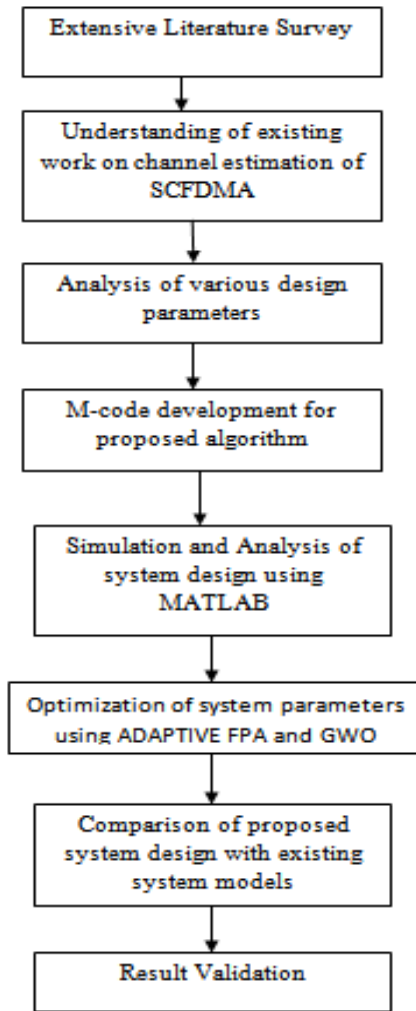 Extensive Literature Survey
Understanding of existing
work on channel estimation of
SCFDMA
Analysis of various design
parameters
M-code development for
proposed algorithm
Simulation and Analysis of
system design using
MATLAB
Optimization of system parameters
using ADAPTIVE FPA and GWO
Comparison of proposed
system design with existing
system models
Result Validation